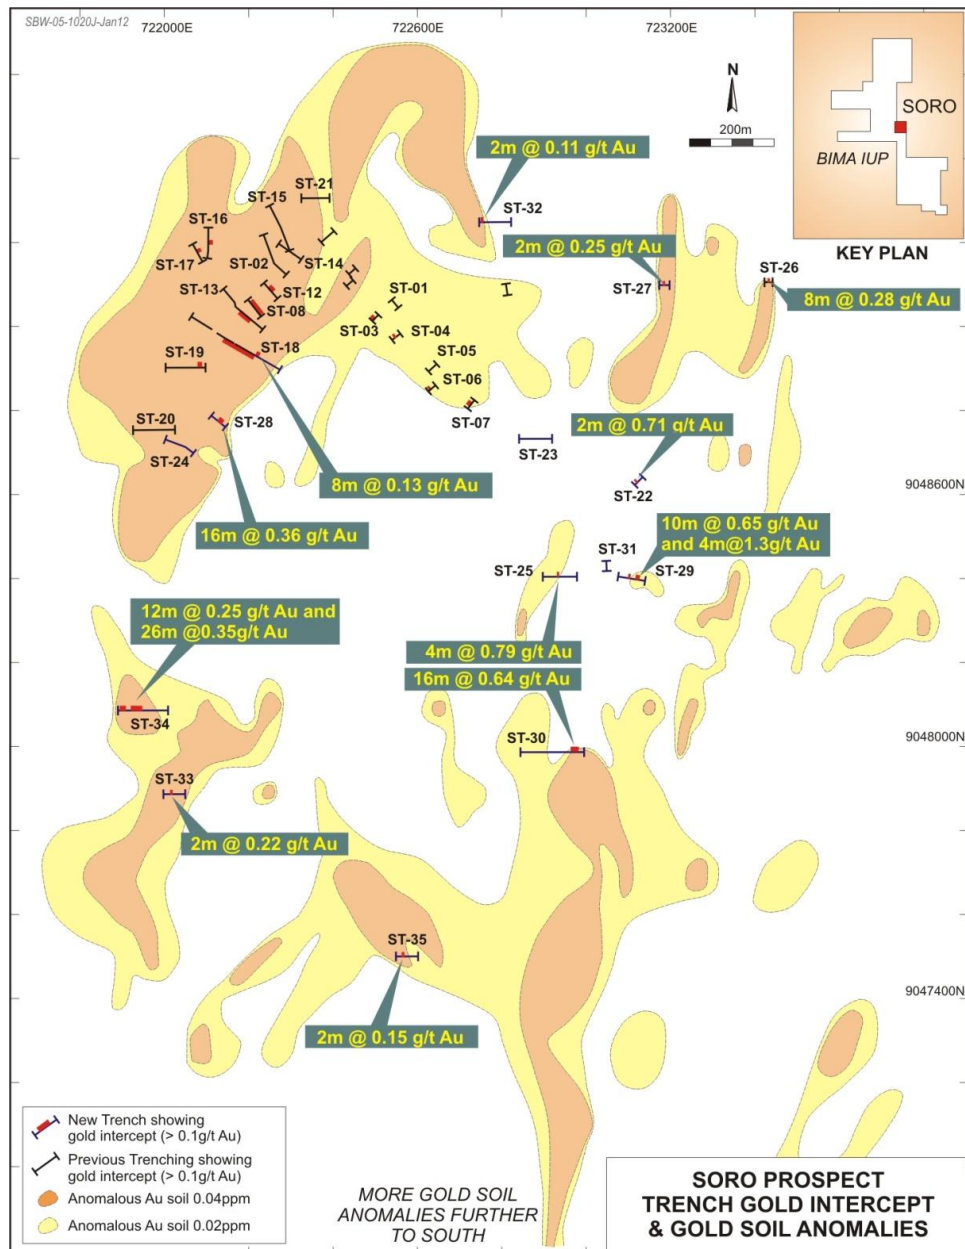 SBW-05-1020J-Jan12
722000E
722600E
723200E
N
200m
SORO
BIMA IUP
KEY PLAN
2m @ 0.11 g/t Au
ST-21
ST-15
ST-16
ST-32
2m @ 0.25 g/t Au
ST-02
ST-17
ST-14
ST-26
ST-27
ST-13
ST-12
ST-01
8m @ 0.28 g/t Au
ST-08
ST-03
ST-04
ST-18
ST-19
ST-05
ST-06
ST-07
ST-20
ST-28
2m @ 0.71 g/t Au
ST-23
ST-24
8m @ 0.13 g/t Au
9048600N
ST-22
16m @ 0.36 g/t Au
10m @ 0.65 g/t Au
and 4m@1.3g/t Au
ST-31
ST-25
ST-29
12m @ 0.25 g/t Au and
26m @0.35g/t Au
4m @ 0.79 g/t Au
16m @ 0.64 g/t Au
ST-34
ST-30
9048000N
ST-33
2m @ 0.22 g/t Au
ST-35
9047400N
2m @ 0.15 g/t Au
New Trench showing
gold intercept (> 0.1g/t Au)
Previous Trenching showing
gold intercept (> 0.1g/t Au)
Anomalous Au soil 0.04ppm
Anomalous Au soil 0.02ppm
MORE GOLD SOIL
ANOMALIES FURTHER
TO SOUTH
SORO PROSPECT
TRENCH GOLD INTERCEPT
& GOLD SOIL ANOMALIES